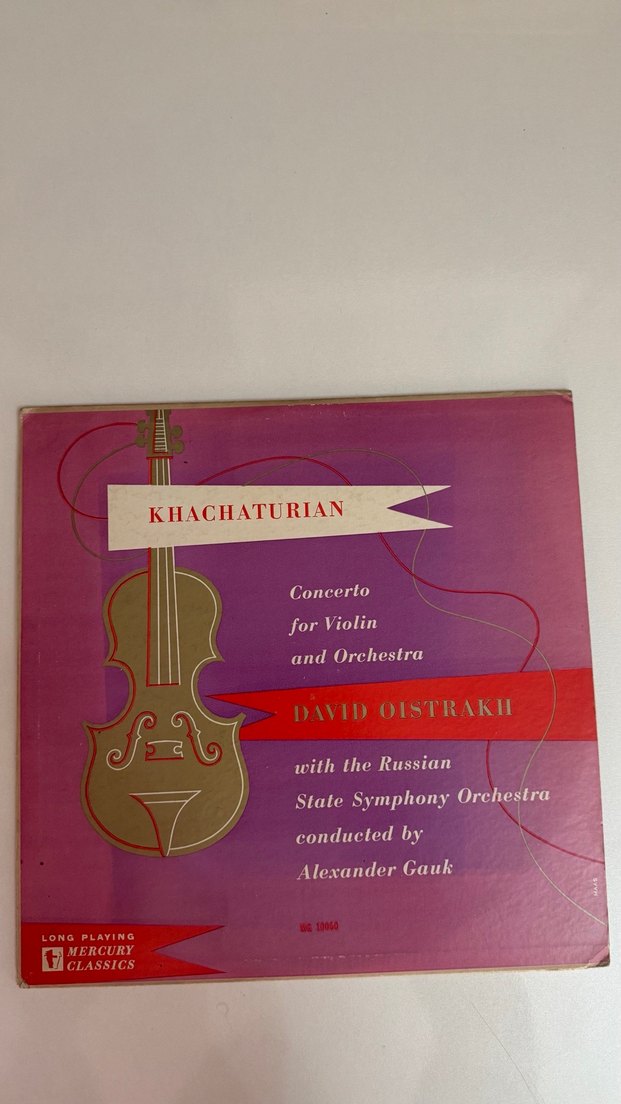 KHACHATURIAN
Concerto
for Violin
and Orchestra
DAVID OISTRAKH
with the Russian
State Symphony Orchestra
conducted by
Alexander Gauk
MG 10060
LONG PLAYING
MERCURY
CLASSICS
MAAS